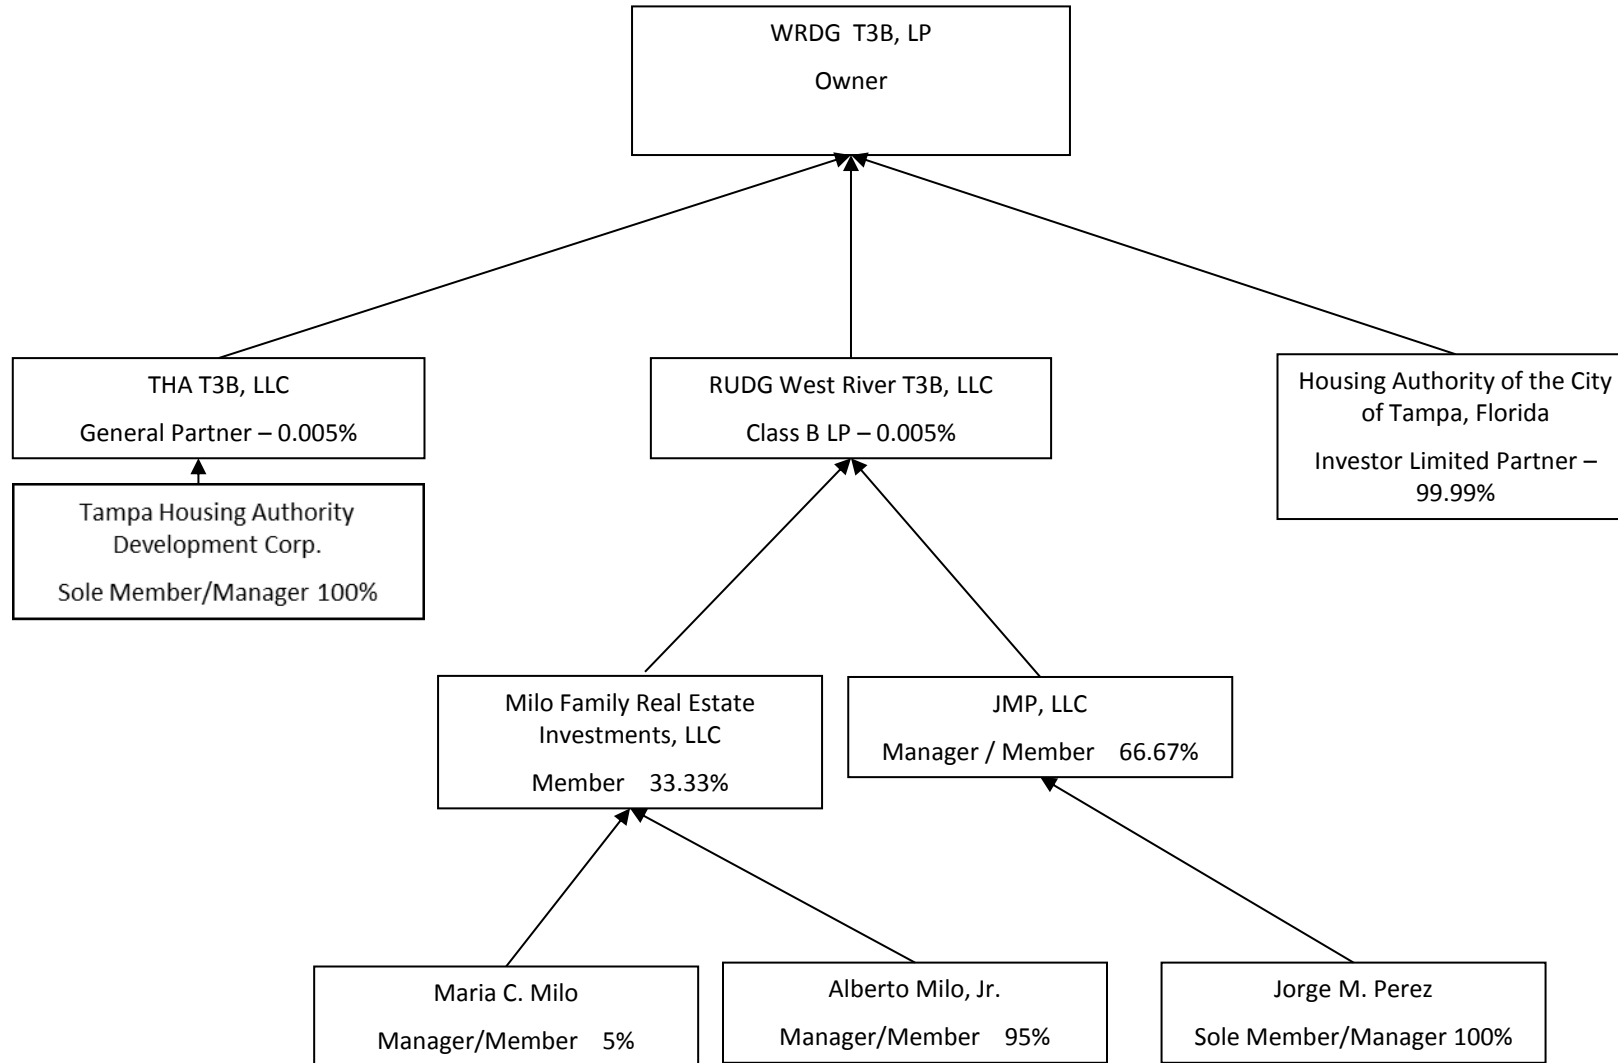 WRDG T3B, LP
Owner
THA T3B, LLC
General Partner – 0.005%
RUDG West River T3B, LLC
Class B LP – 0.005%
Housing Authority of the City
of Tampa, Florida
Investor Limited Partner –
99.99%
Tampa Housing Authority
Development Corp.
Sole Member/Manager 100%
Milo Family Real Estate
Investments, LLC
Member 33.33%
JMP, LLC
Manager / Member 66.67%
Maria C. Milo
Manager/Member 5%
Alberto Milo, Jr.
Manager/Member 95%
Jorge M. Perez
Sole Member/Manager 100%